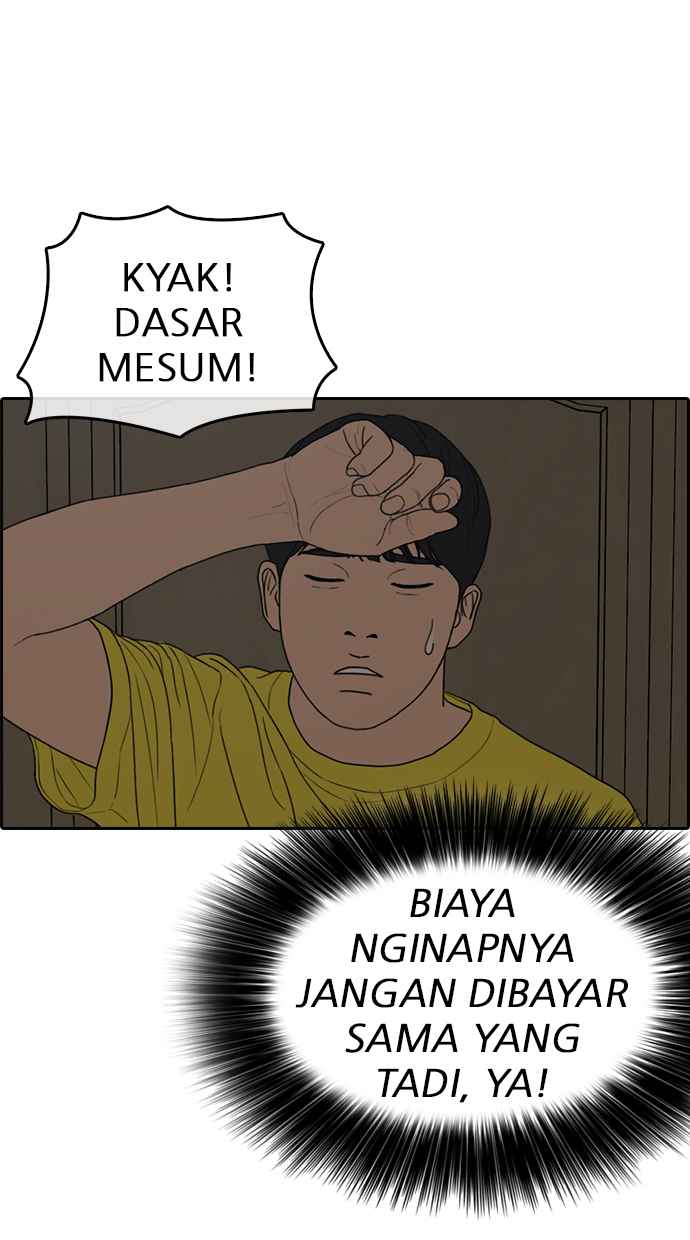 KYAK!
DASAR
MESUM!
BIAYA
NGINAPNYA
JANGAN DIBAYAR
SAMA YANG
TADI, YA!